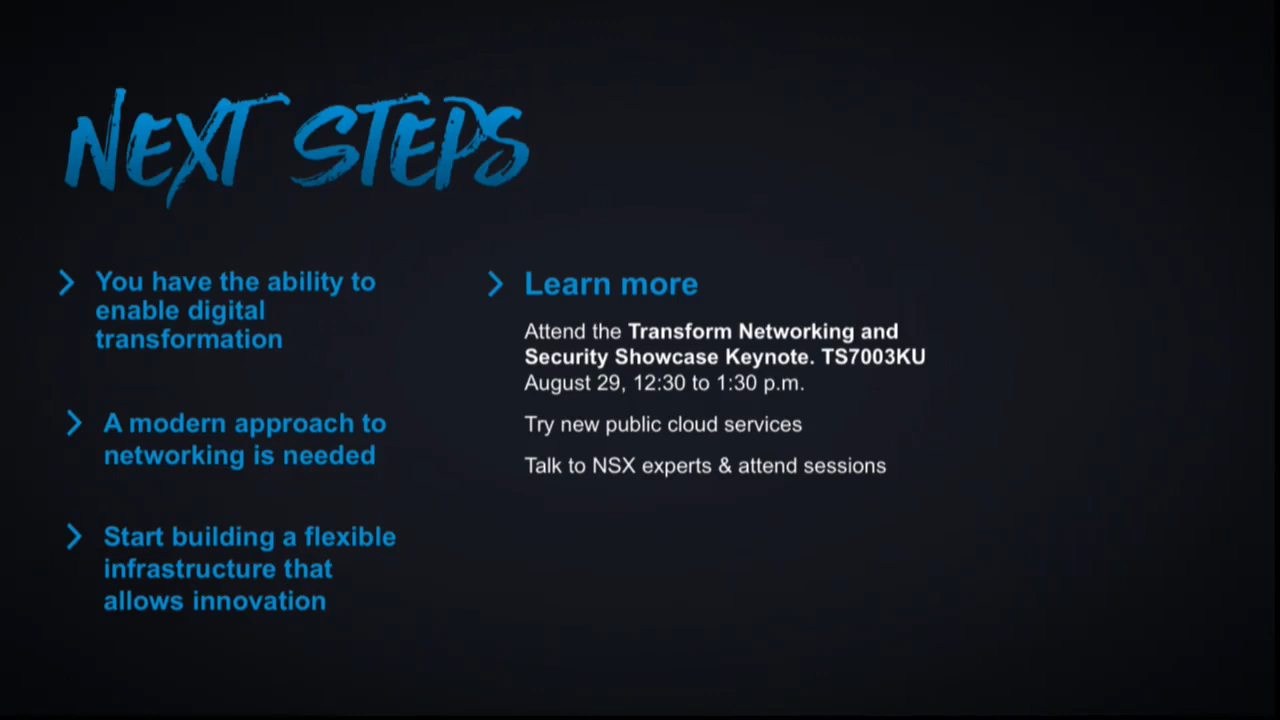 NEXT STEPS
You have the ability to
enable digital
transformation
A modern approach to
networking is needed
Start building a flexible
infrastructure that
allows innovation
Learn more
Attend the Transform Networking and
Security Showcase Keynote. TS7003KU
August 29, 12:30 to 1:30 p.m.
Try new public cloud services
Talk to NSX experts & attend sessions